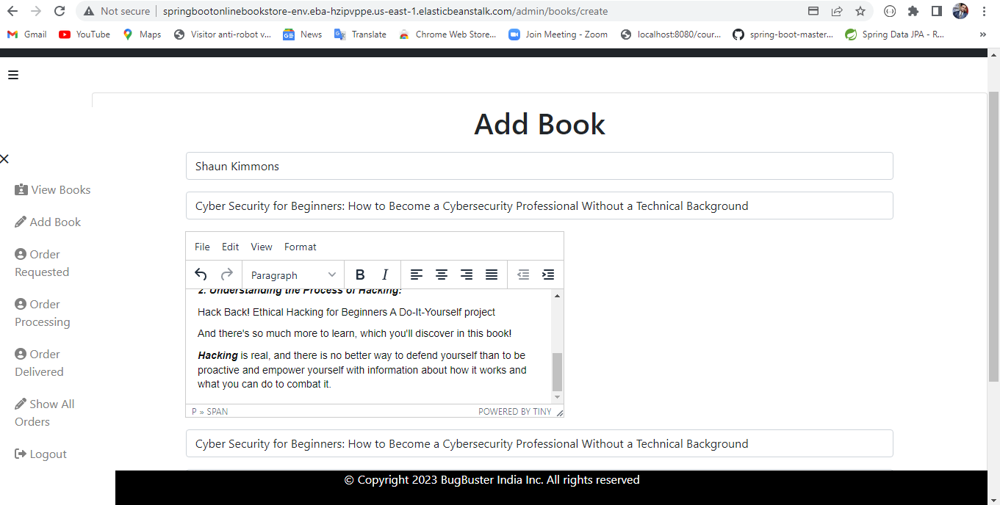 Not secure
springbootonlinebookstore-env.eba-hzipvppe.us-east-1.elasticbeanstalk.com/admin/books/create
Gmail
YouTube
Maps
Visitor anti-robot v...
News
Translate
Chrome Web Store...
Join Meeting - Zoom
localhost:8080/cour...
spring-boot-master...
Spring Data JPA - R...
»
Add Book
View Books
Add Book
Order
Requested
Order
Processing
Order
Delivered
Show All
Orders
Logout
Shaun Kimmons
Cyber Security for Beginners: How to Become a Cybersecurity Professional Without a Technical Background
File Edit View Format
Paragraph B I
2. Understanding the Process of Hacking:
Hack Back! Ethical Hacking for Beginners A Do-It-Yourself project
And there's so much more to learn, which you'll discover in this book!
Hacking is real, and there is no better way to defend yourself than to be
proactive and empower yourself with information about how it works and
what you can do to combat it.
P » SPAN
POWERED BY TINY
Cyber Security for Beginners: How to Become a Cybersecurity Professional Without a Technical Background
© Copyright 2023 BugBuster India Inc. All rights reserved